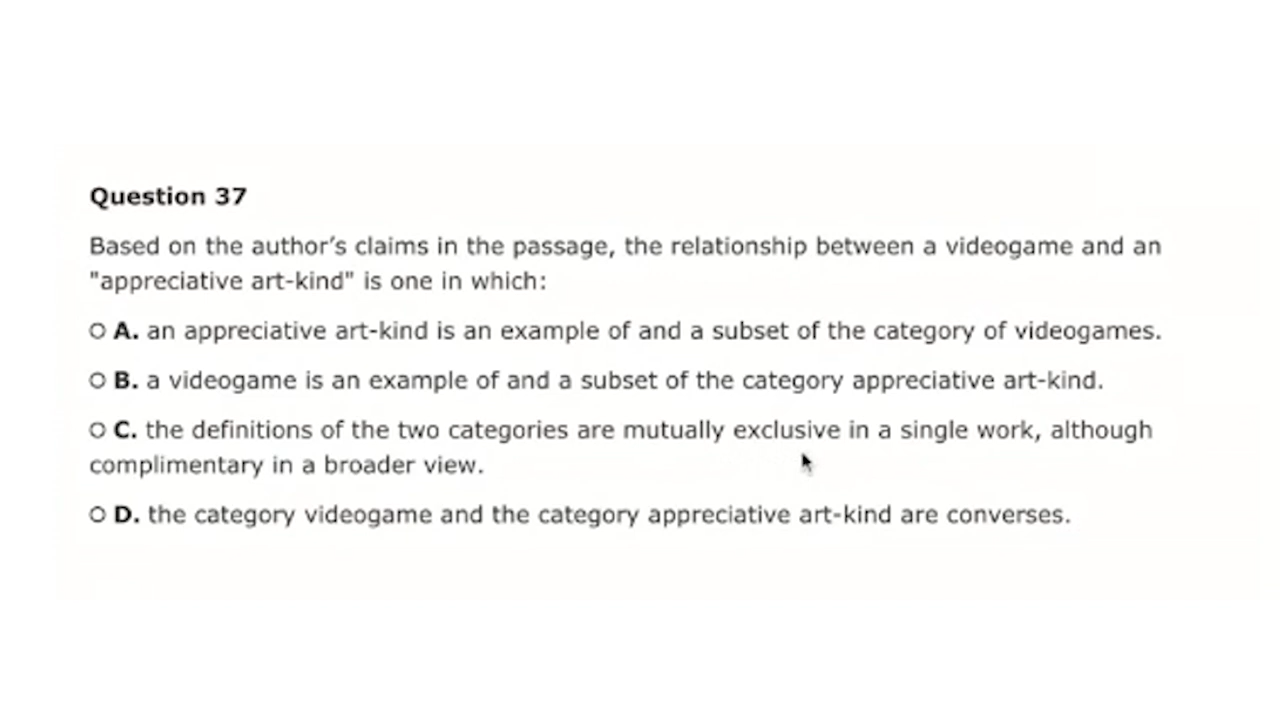 Question 37
Based on the author's claims in the passage, the relationship between a videogame and an
"appreciative art-kind" is one in which:
A. an appreciative art-kind is an example of and a subset of the category of videogames.
B. a videogame is an example of and a subset of the category appreciative art-kind.
C. the definitions of the two categories are mutually exclusive in a single work, although
complimentary in a broader view.
D. the category videogame and the category appreciative art-kind are converses.